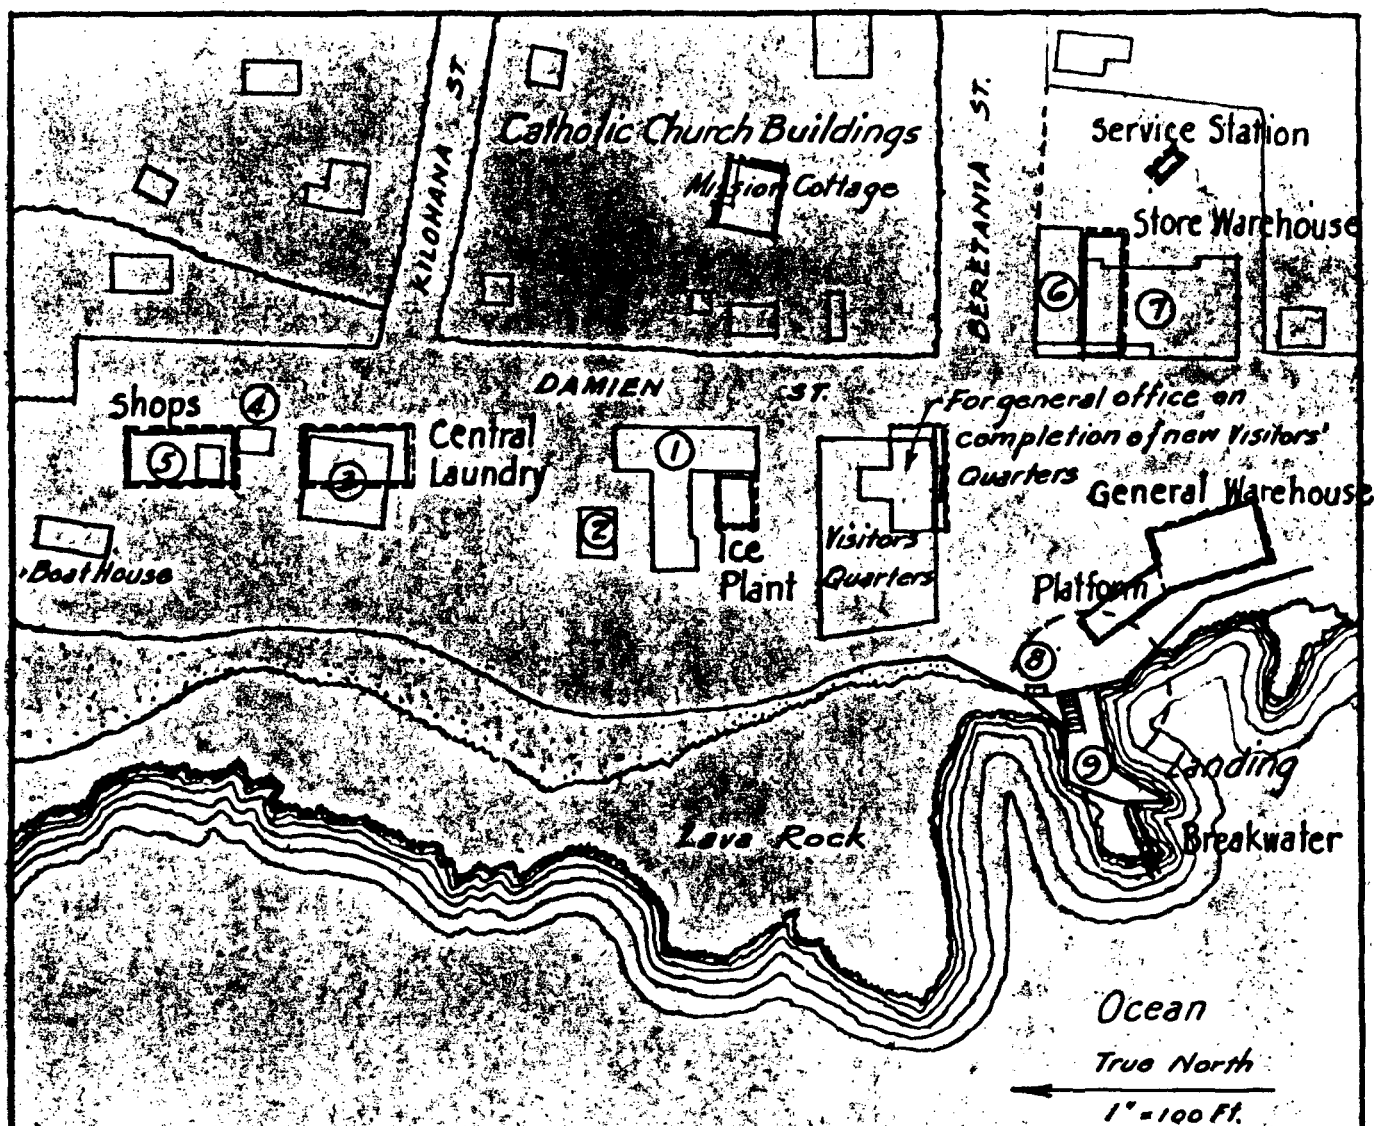 KILOHANA ST.
Catholic Church Buildings
Mission Cottage
BERETANIA ST.
Service Station
Store Warehouse
6
7
DAMIEN ST.
Shops
4
5
3
Central
Laundry
1
2
Ice
Plant
For general office on
completion of new Visitors'
Quarters
Visitors
Quarters
General Warehouse
Boat House
Platform
8
9
Landing
Lava Rock
Breakwater
Ocean
True North
1" = 100 Ft.